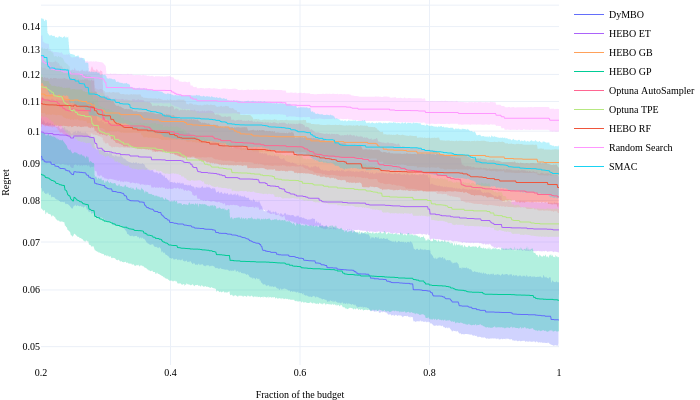 0.14
0.13
0.12
0.11
0.1
0.09
0.08
0.07
0.06
0.05
Regret
0.2
0.4
0.6
0.8
1
Fraction of the budget
DyMBO
HEBO ET
HEBO GB
HEBO GP
Optuna AutoSampler
Optuna TPE
HEBO RF
Random Search
SMAC